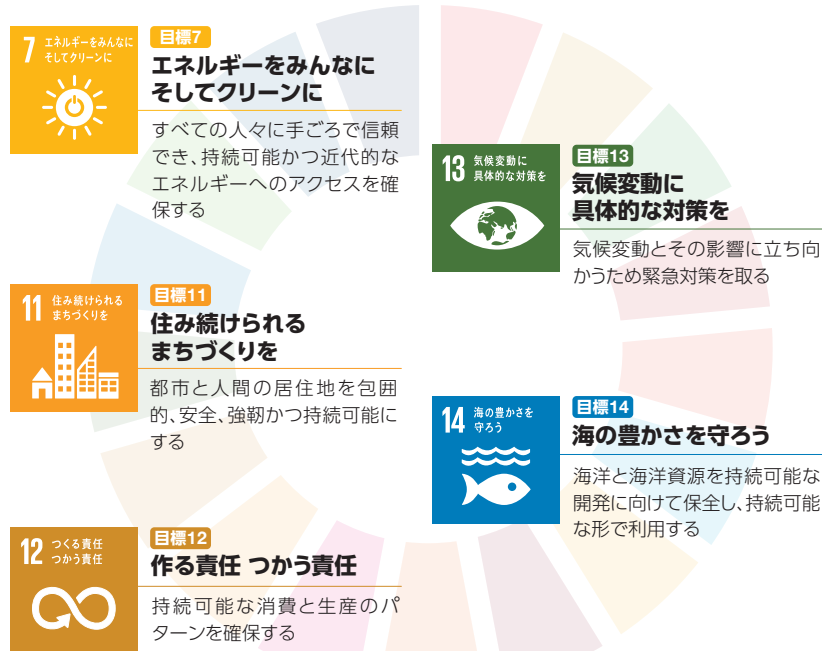 7 エネルギーをみんなに
そしてクリーンに
目標7
エネルギーをみんなに
そしてクリーンに
すべての人々に手ごろで信頼
でき、持続可能かつ近代的な
エネルギーへのアクセスを確
保する
11 住み続けられる
まちづくりを
目標11
住み続けられる
まちづくりを
都市と人間の居住地を包囲
的、安全、強靭かつ持続可能に
する
12 つくる責任
つかう責任
目標12
作る責任 つかう責任
持続可能な消費と生産のパ
ターンを確保する
13 気候変動に
具体的な対策を
目標13
気候変動に
具体的な対策を
気候変動とその影響に立ち向
かうため緊急対策を取る
14 海の豊かさを
守ろう
目標14
海の豊かさを守ろう
海洋と海洋資源を持続可能な
開発に向けて保全し、持続可能
な形で利用する